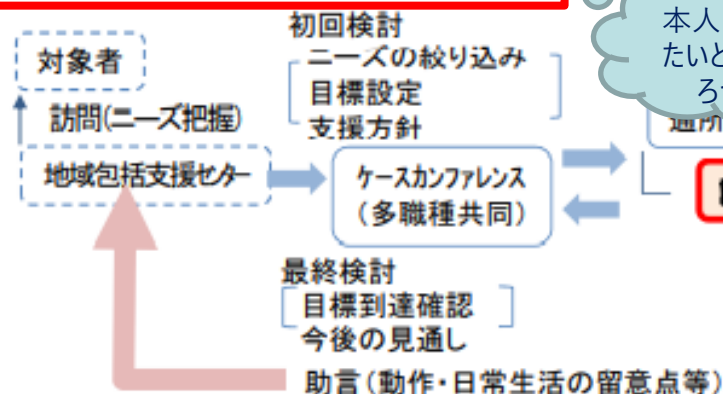 初回検討
ニーズの絞り込み
目標設定
支援方針
対象者
訪問(ニーズ把握)
地域包括支援センター
ケースカンファレンス
(多職種共同)
本人
たいと
ろ
通所
最終検討
目標到達確認
今後の見通し
助言(動作・日常生活の留意点等)